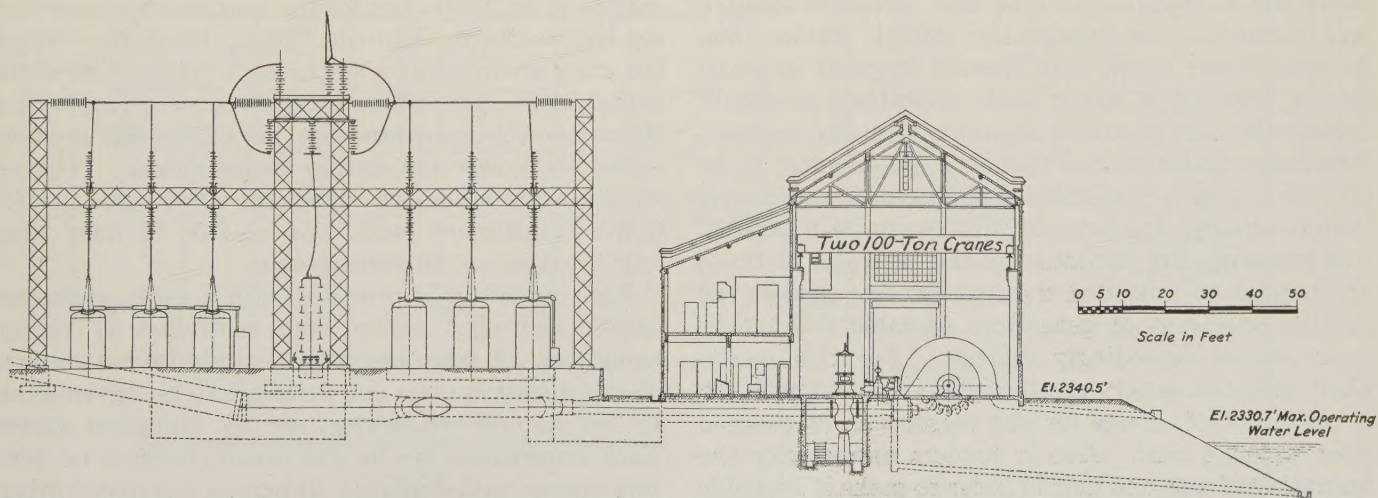 Two 100-Ton Cranes
0 5 10 20 30 40 50
Scale in Feet
El. 2340.5'
El. 2330.7' Max. Operating
Water Level